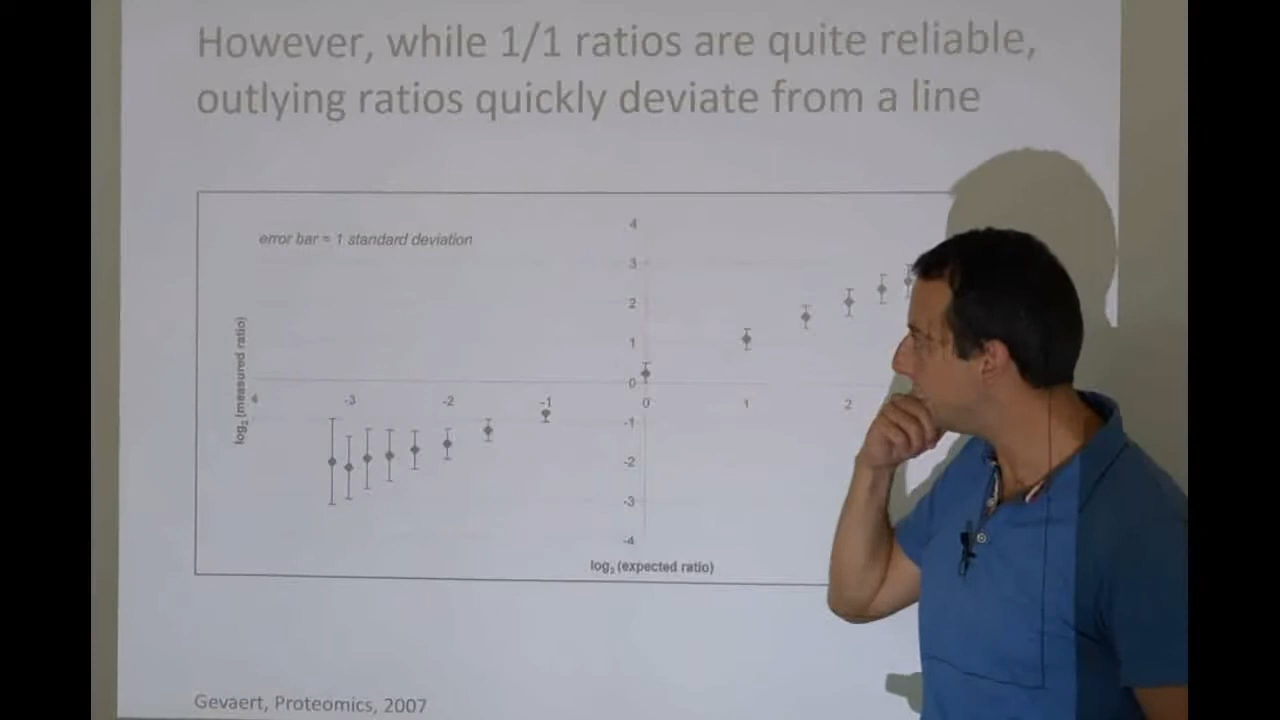 However, while 1/1 ratios are quite reliable,
outlying ratios quickly deviate from a line
error bar = 1 standard deviation
4
3
2
1
0
-1
-2
-3
-4
log₂ (measured ratio)
4 -3 -2 -1 0 1 2
log₂ (expected ratio)
Gevaert, Proteomics, 2007